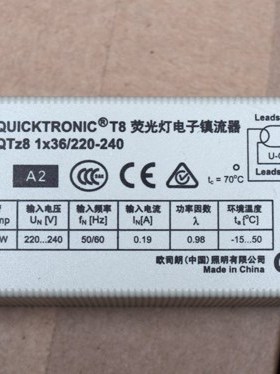 QUICKTRONIC® T8 荧光灯电子镇流器
QTz8 1x36/220-240
Leads
A2
tc = 70°C
Leads
输入电压 输入频率 输入电流 功率因数 环境温度
UN [V] fN [Hz] IN[A] λ ta [°C]
W 220...240 50/60 0.19 0.98 -15...50
欧司朗(中国)照明有限公司
Made in China